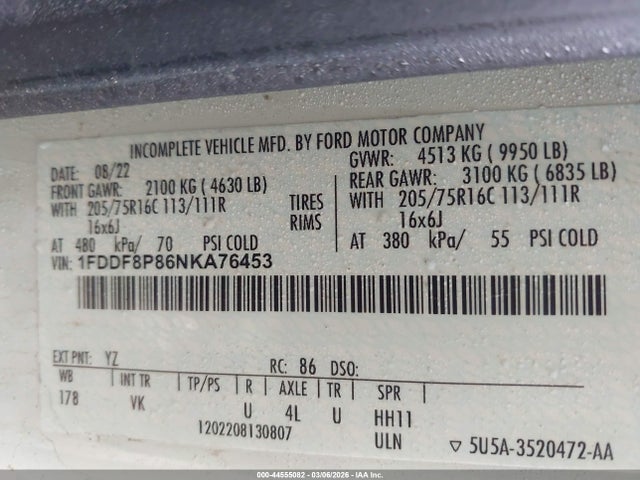 INCOMPLETE VEHICLE MFD. BY FORD MOTOR COMPANY
DATE: 08/22 GVWR: 4513 KG ( 9950 LB)
FRONT GAWR: 2100 KG ( 4630 LB) REAR GAWR: 3100 KG ( 6835 LB)
WITH 205/75R16C 113/111R TIRES WITH 205/75R16C 113/111R
16x6J RIMS 16x6J
AT 480 kPa/ 70 PSI COLD AT 380 kPa/ 55 PSI COLD
VIN: 1FDDF8P86NKA76453
EXT PNT: YZ RC: 86 DSO:
WB INT TR TP/PS R AXLE TR SPR
178 VK U 4L U HH11
1202208130807 ULN ▽ 5U5A-3520472-AA
000-44555082 - 03/06/2026 - IAA Inc.